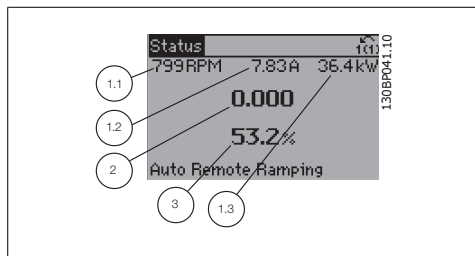 Status 1(1)
799RPM 7.83A 36.4kW
0.000
53.2%
Auto Remote Ramping
1.1
1.2
2
3
1.3
130BP041.10